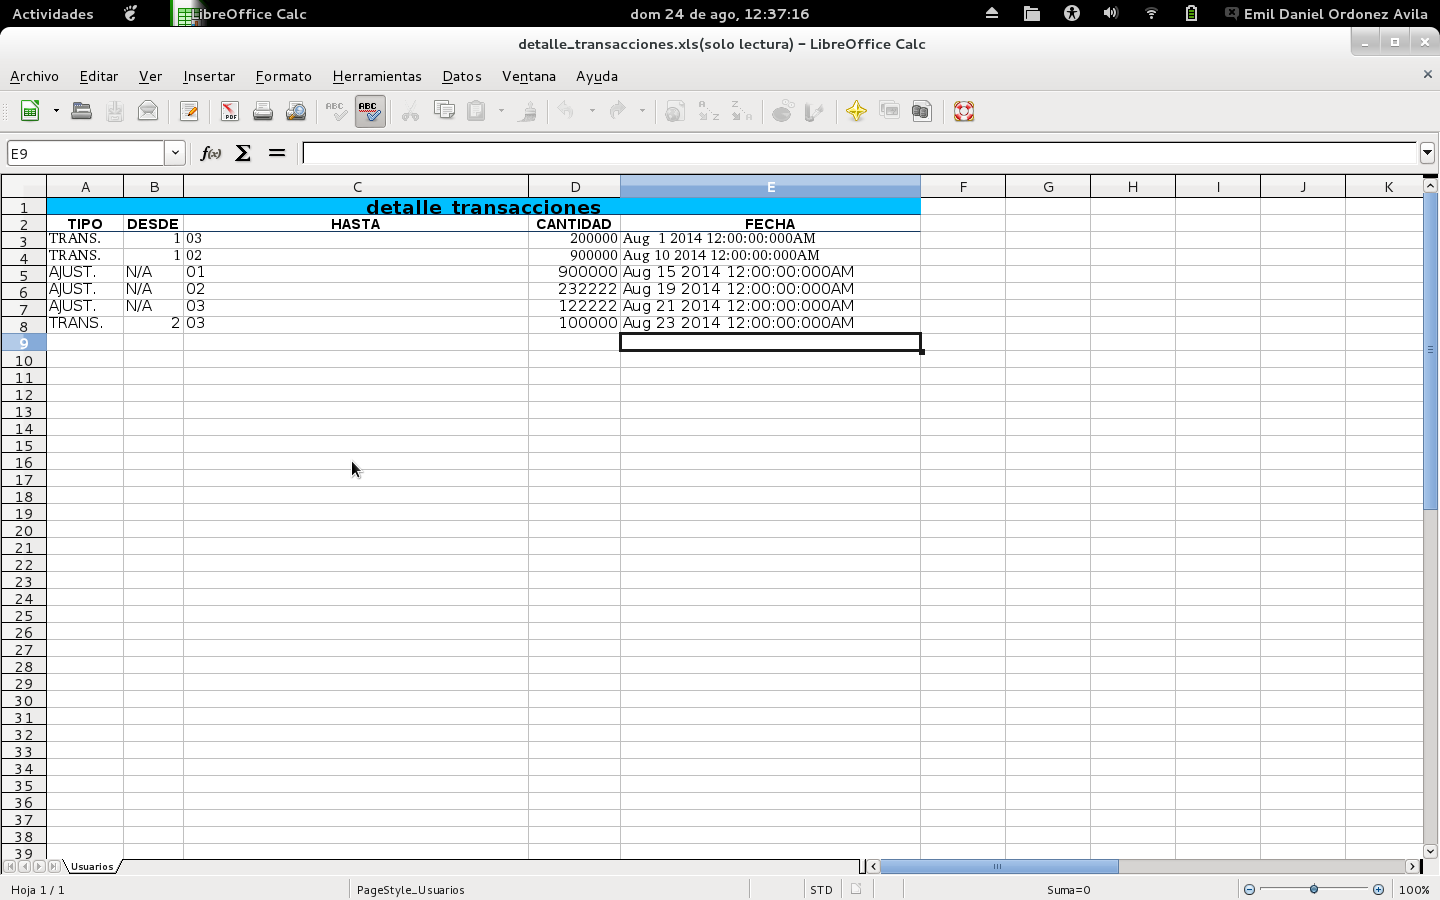 Actividades LibreOffice Calc dom 24 de ago, 12:37:16 Emil Daniel Ordonez Avila
detalle_transacciones.xls(solo lectura) - LibreOffice Calc
Archivo Editar Ver Insertar Formato Herramientas Datos Ventana Ayuda
E9
A B C D E F G H I J K
1 detalle_transacciones
2 TIPO DESDE HASTA CANTIDAD FECHA
3 TRANS. 1 03 200000 Aug  1 2014 12:00:00:000AM
4 TRANS. 1 02 900000 Aug 10 2014 12:00:00:000AM
5 AJUST. N/A 01 900000 Aug 15 2014 12:00:00:000AM
6 AJUST. N/A 02 232222 Aug 19 2014 12:00:00:000AM
7 AJUST. N/A 03 122222 Aug 21 2014 12:00:00:000AM
8 TRANS. 2 03 100000 Aug 23 2014 12:00:00:000AM
9
10
11
12
13
14
15
16
17
18
19
20
21
22
23
24
25
26
27
28
29
30
31
32
33
34
35
36
37
38
39
Usuarios
Hoja 1 / 1 PageStyle_Usuarios STD Suma=0 100%